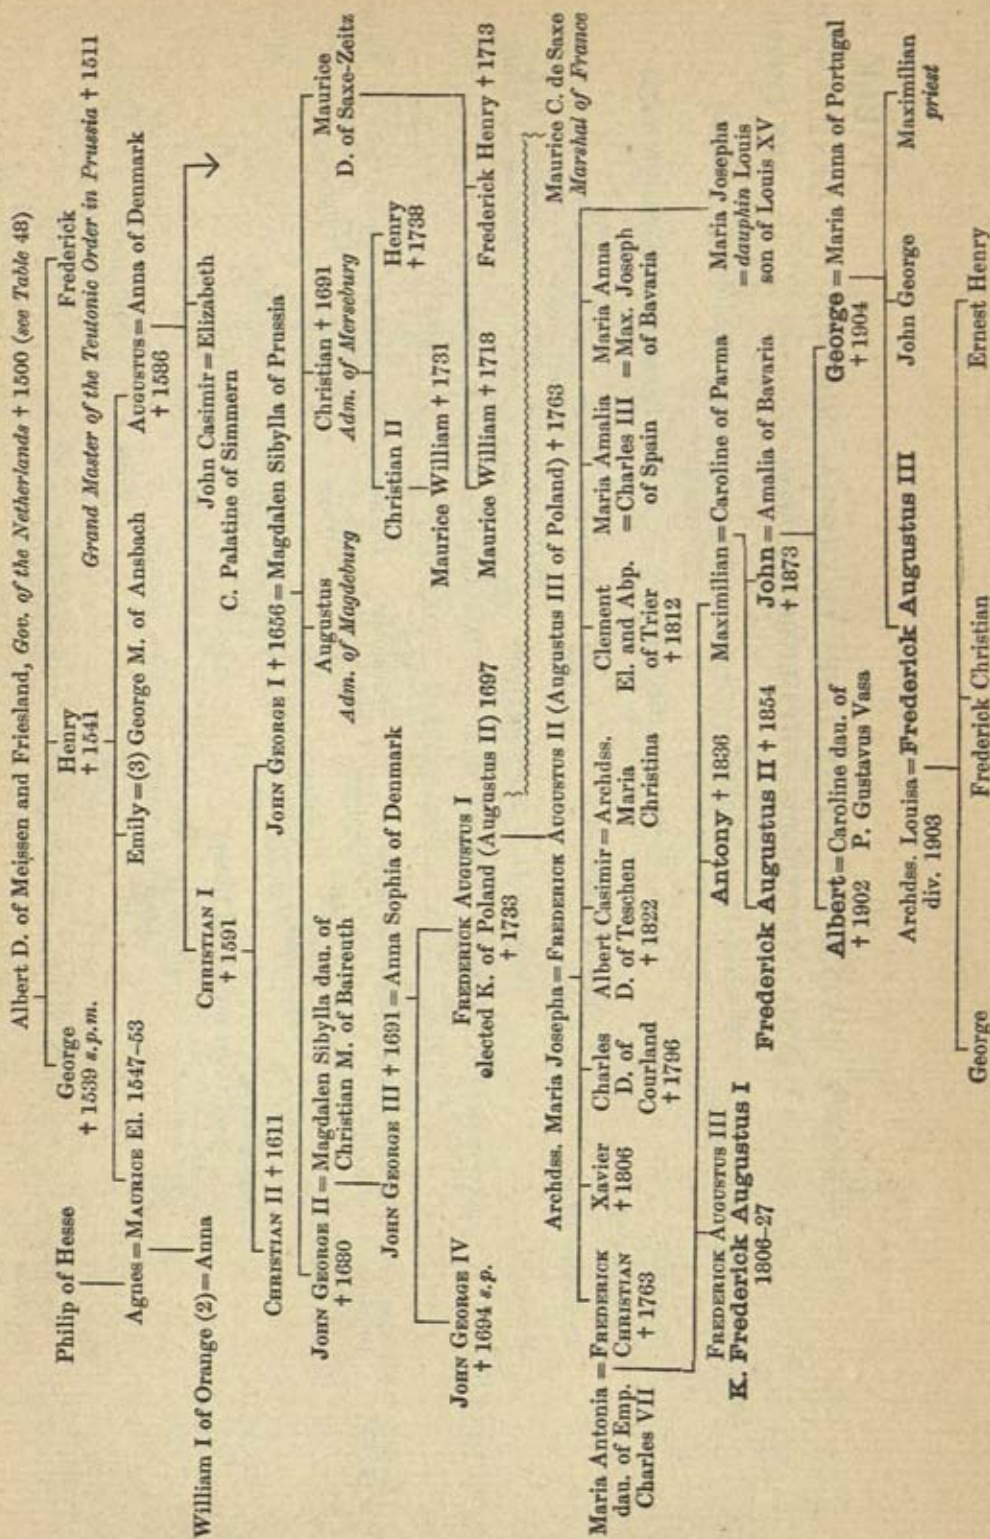 Albert D. of Meissen and Friesland, Gov. of the Netherlands † 1500 (see Table 48)
Philip of Hesse
George
† 1539 s.p.m.
Henry
† 1541
Frederick
Grand Master of the Teutonic Order in Prussia † 1511
Agnes = MAURICE El. 1547–53
Emily = (3) George M. of Ansbach
AUGUSTUS = Anna of Denmark
† 1586
William I of Orange (2) = Anna
CHRISTIAN I
† 1591
John Casimir = Elizabeth
C. Palatine of Simmern
CHRISTIAN II † 1611
JOHN GEORGE I † 1656 = Magdalen Sibylla of Prussia
JOHN GEORGE II = Magdalen Sibylla dau. of
† 1680 Christian M. of Baireuth
Augustus
Adm. of Magdeburg
Christian † 1691
Adm. of Merseburg
Maurice
D. of Saxe-Zeitz
JOHN GEORGE III † 1691 = Anna Sophia of Denmark
Christian II
Henry
† 1738
Maurice William † 1731
JOHN GEORGE IV
† 1694 s.p.
FREDERICK AUGUSTUS I
elected K. of Poland (Augustus II) 1697
† 1733
Maurice William † 1718
Frederick Henry † 1713
Archdss. Maria Josepha = FREDERICK AUGUSTUS II (Augustus III of Poland) † 1763
Maurice C. de Saxe
Marshal of France
Maria Antonia = FREDERICK
dau. of Emp. CHRISTIAN
Charles VII † 1763
Xavier
† 1806
Charles
D. of
Courland
† 1796
Albert Casimir = Archdss.
D. of Teschen Maria
† 1822 Christina
Clement
El. and Abp.
of Trier
† 1812
Maria Amalia
= Charles III
of Spain
Maria Anna
= Max. Joseph
of Bavaria
Maria Josepha
= dauphin Louis
son of Louis XV
FREDERICK AUGUSTUS III
K. Frederick Augustus I
1806–27
Antony † 1836
Maximilian = Caroline of Parma
Frederick Augustus II † 1854
John = Amalia of Bavaria
† 1873
Albert = Caroline dau. of
† 1902 P. Gustavus Vasa
George = Maria Anna of Portugal
† 1904
Archdss. Louisa = Frederick Augustus III
div. 1903
John George
Maximilian
priest
George
Frederick Christian
Ernest Henry